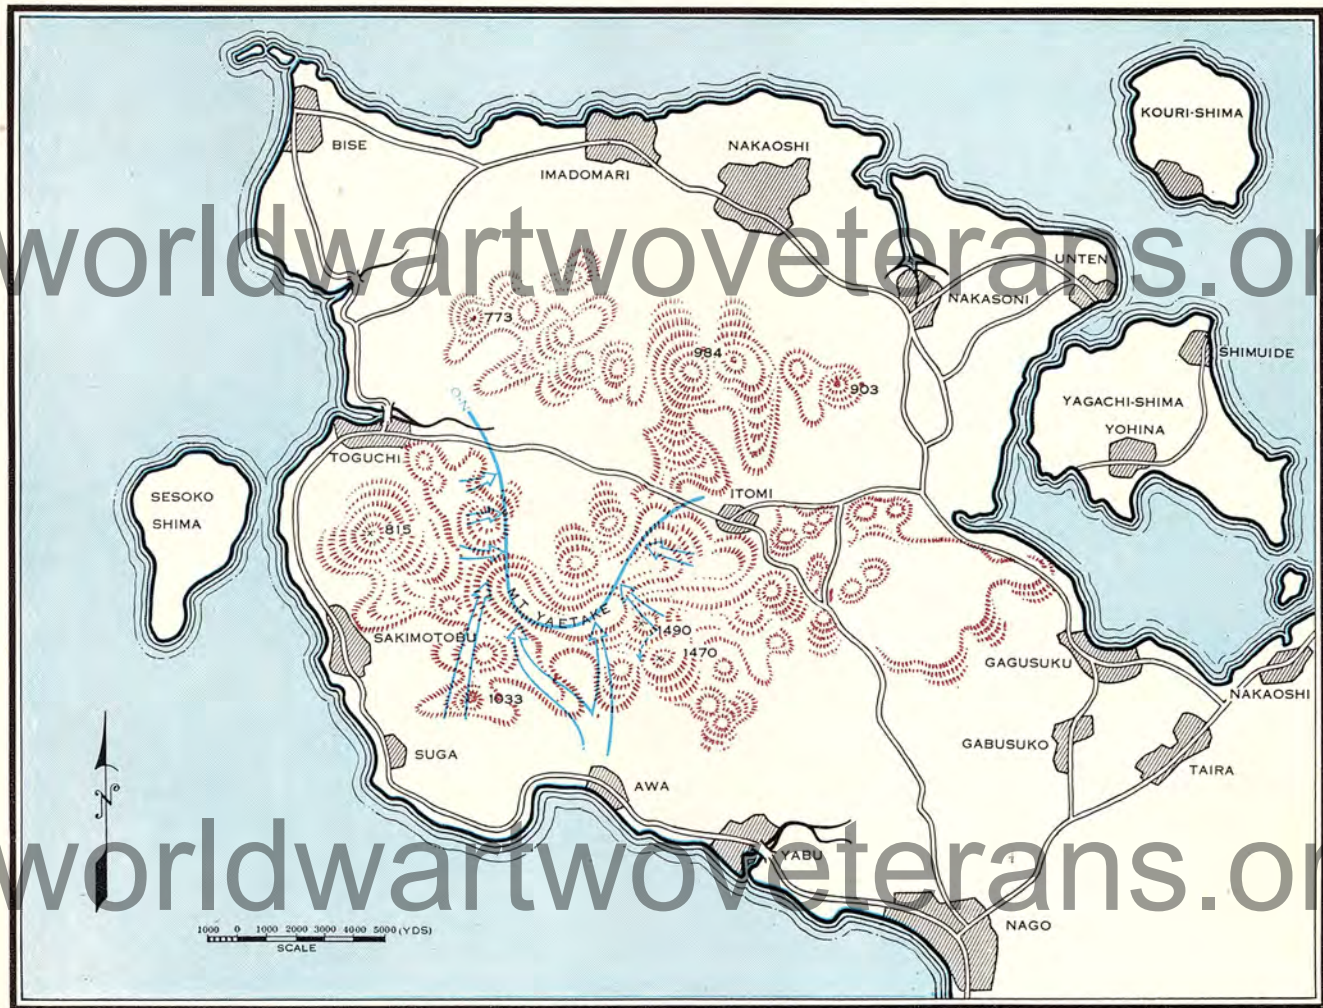 KOURI-SHIMA
BISE
NAKAOSHI
IMADOMARI
worldwartwoveterans.or
UNTEN
NAKASONI
773
984
903
SHIMUIDE
YAGACHI-SHIMA
YOHINA
O-N
TOGUCHI
ITOMI
SESOKO
SHIMA
815
MT. YAETAKE
1490
1470
SAKIMOTOBU
GAGUSUKU
NAKAOSHI
1033
GABUSUKO
TAIRA
SUGA
AWA
N
worldwartwoveterans.or
YABU
NAGO
1000 0 1000 2000 3000 4000 5000 (YDS)
SCALE